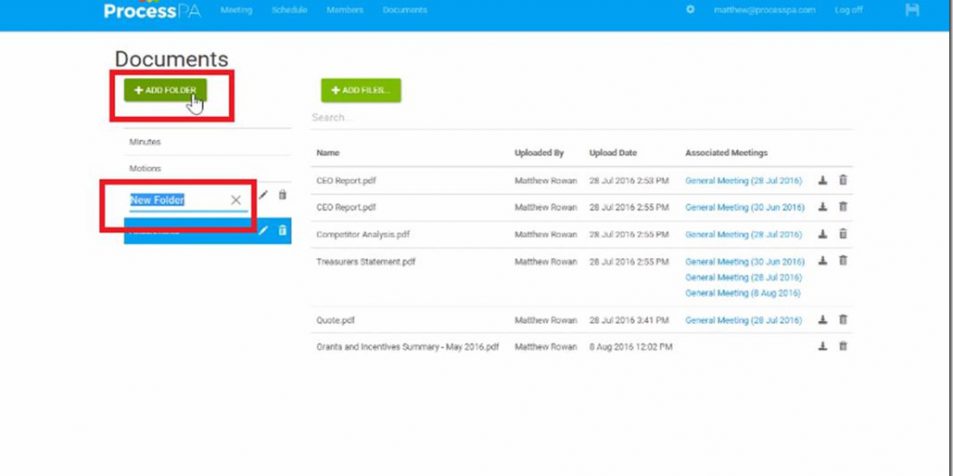 ProcessPA Meeting Schedule Members Documents matthew@processpa.com Log off
Documents
ADD FOLDER
ADD FILES...
Search...
Minutes
Motions
New Folder
Name Uploaded By Upload Date Associated Meetings
CEO Report.pdf Matthew Rowan 28 Jul 2016 2:53 PM General Meeting (28 Jul 2016)
CEO Report.pdf Matthew Rowan 28 Jul 2016 2:55 PM General Meeting (30 Jun 2016)
Competitor Analysis.pdf Matthew Rowan 28 Jul 2016 2:55 PM General Meeting (28 Jul 2016)
Treasurers Statement.pdf Matthew Rowan 28 Jul 2016 2:55 PM General Meeting (30 Jun 2016)
General Meeting (28 Jul 2016)
General Meeting (8 Aug 2016)
Quote.pdf Matthew Rowan 28 Jul 2016 3:41 PM General Meeting (28 Jul 2016)
Grants and Incentives Summary - May 2016.pdf Matthew Rowan 8 Aug 2016 12:02 PM